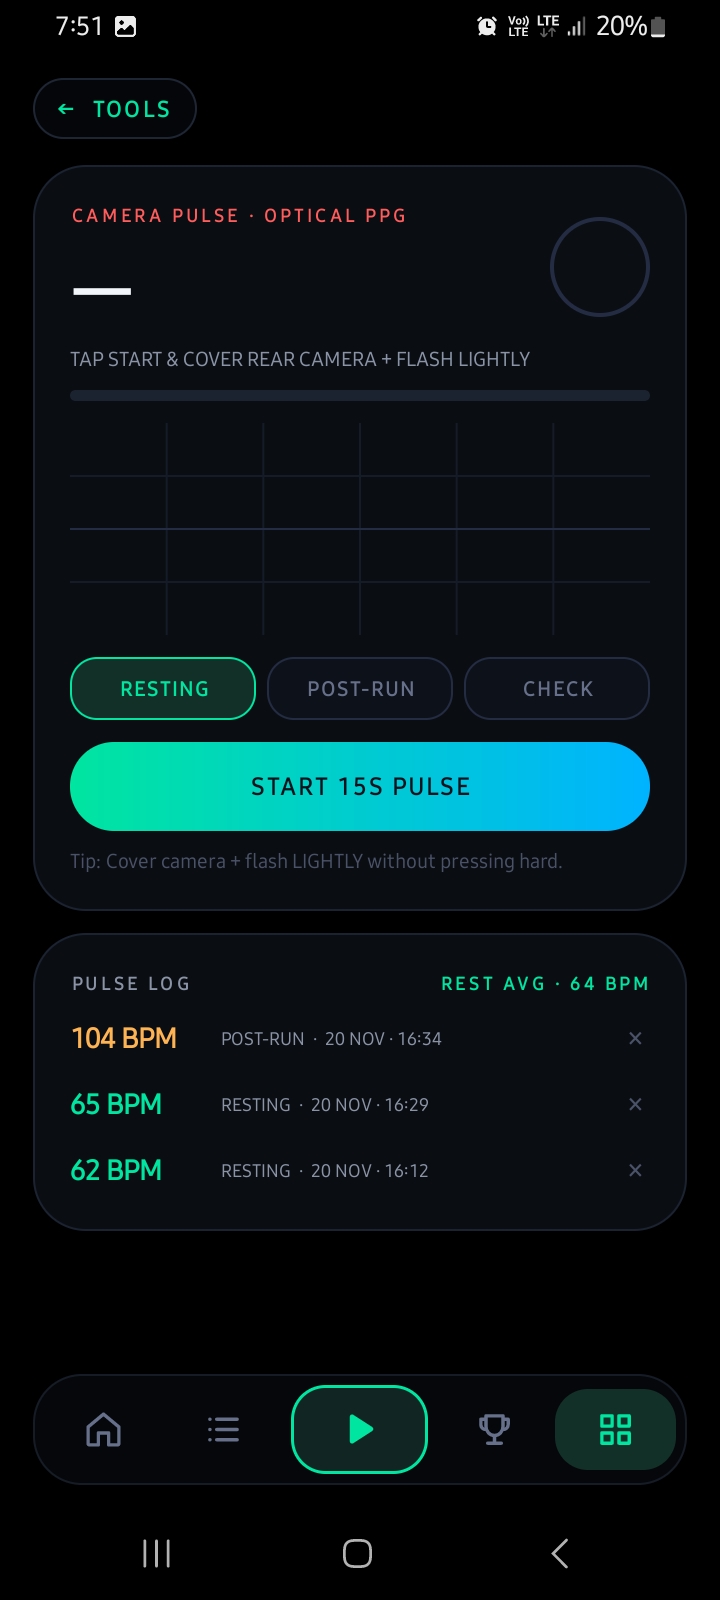 7:51 Vo)) LTE LTE 20%
← TOOLS
CAMERA PULSE · OPTICAL PPG
—
TAP START & COVER REAR CAMERA + FLASH LIGHTLY
RESTING POST-RUN CHECK
START 15S PULSE
Tip: Cover camera + flash LIGHTLY without pressing hard.
PULSE LOG REST AVG · 64 BPM
104 BPM POST-RUN · 20 NOV · 16:34 ×
65 BPM RESTING · 20 NOV · 16:29 ×
62 BPM RESTING · 20 NOV · 16:12 ×